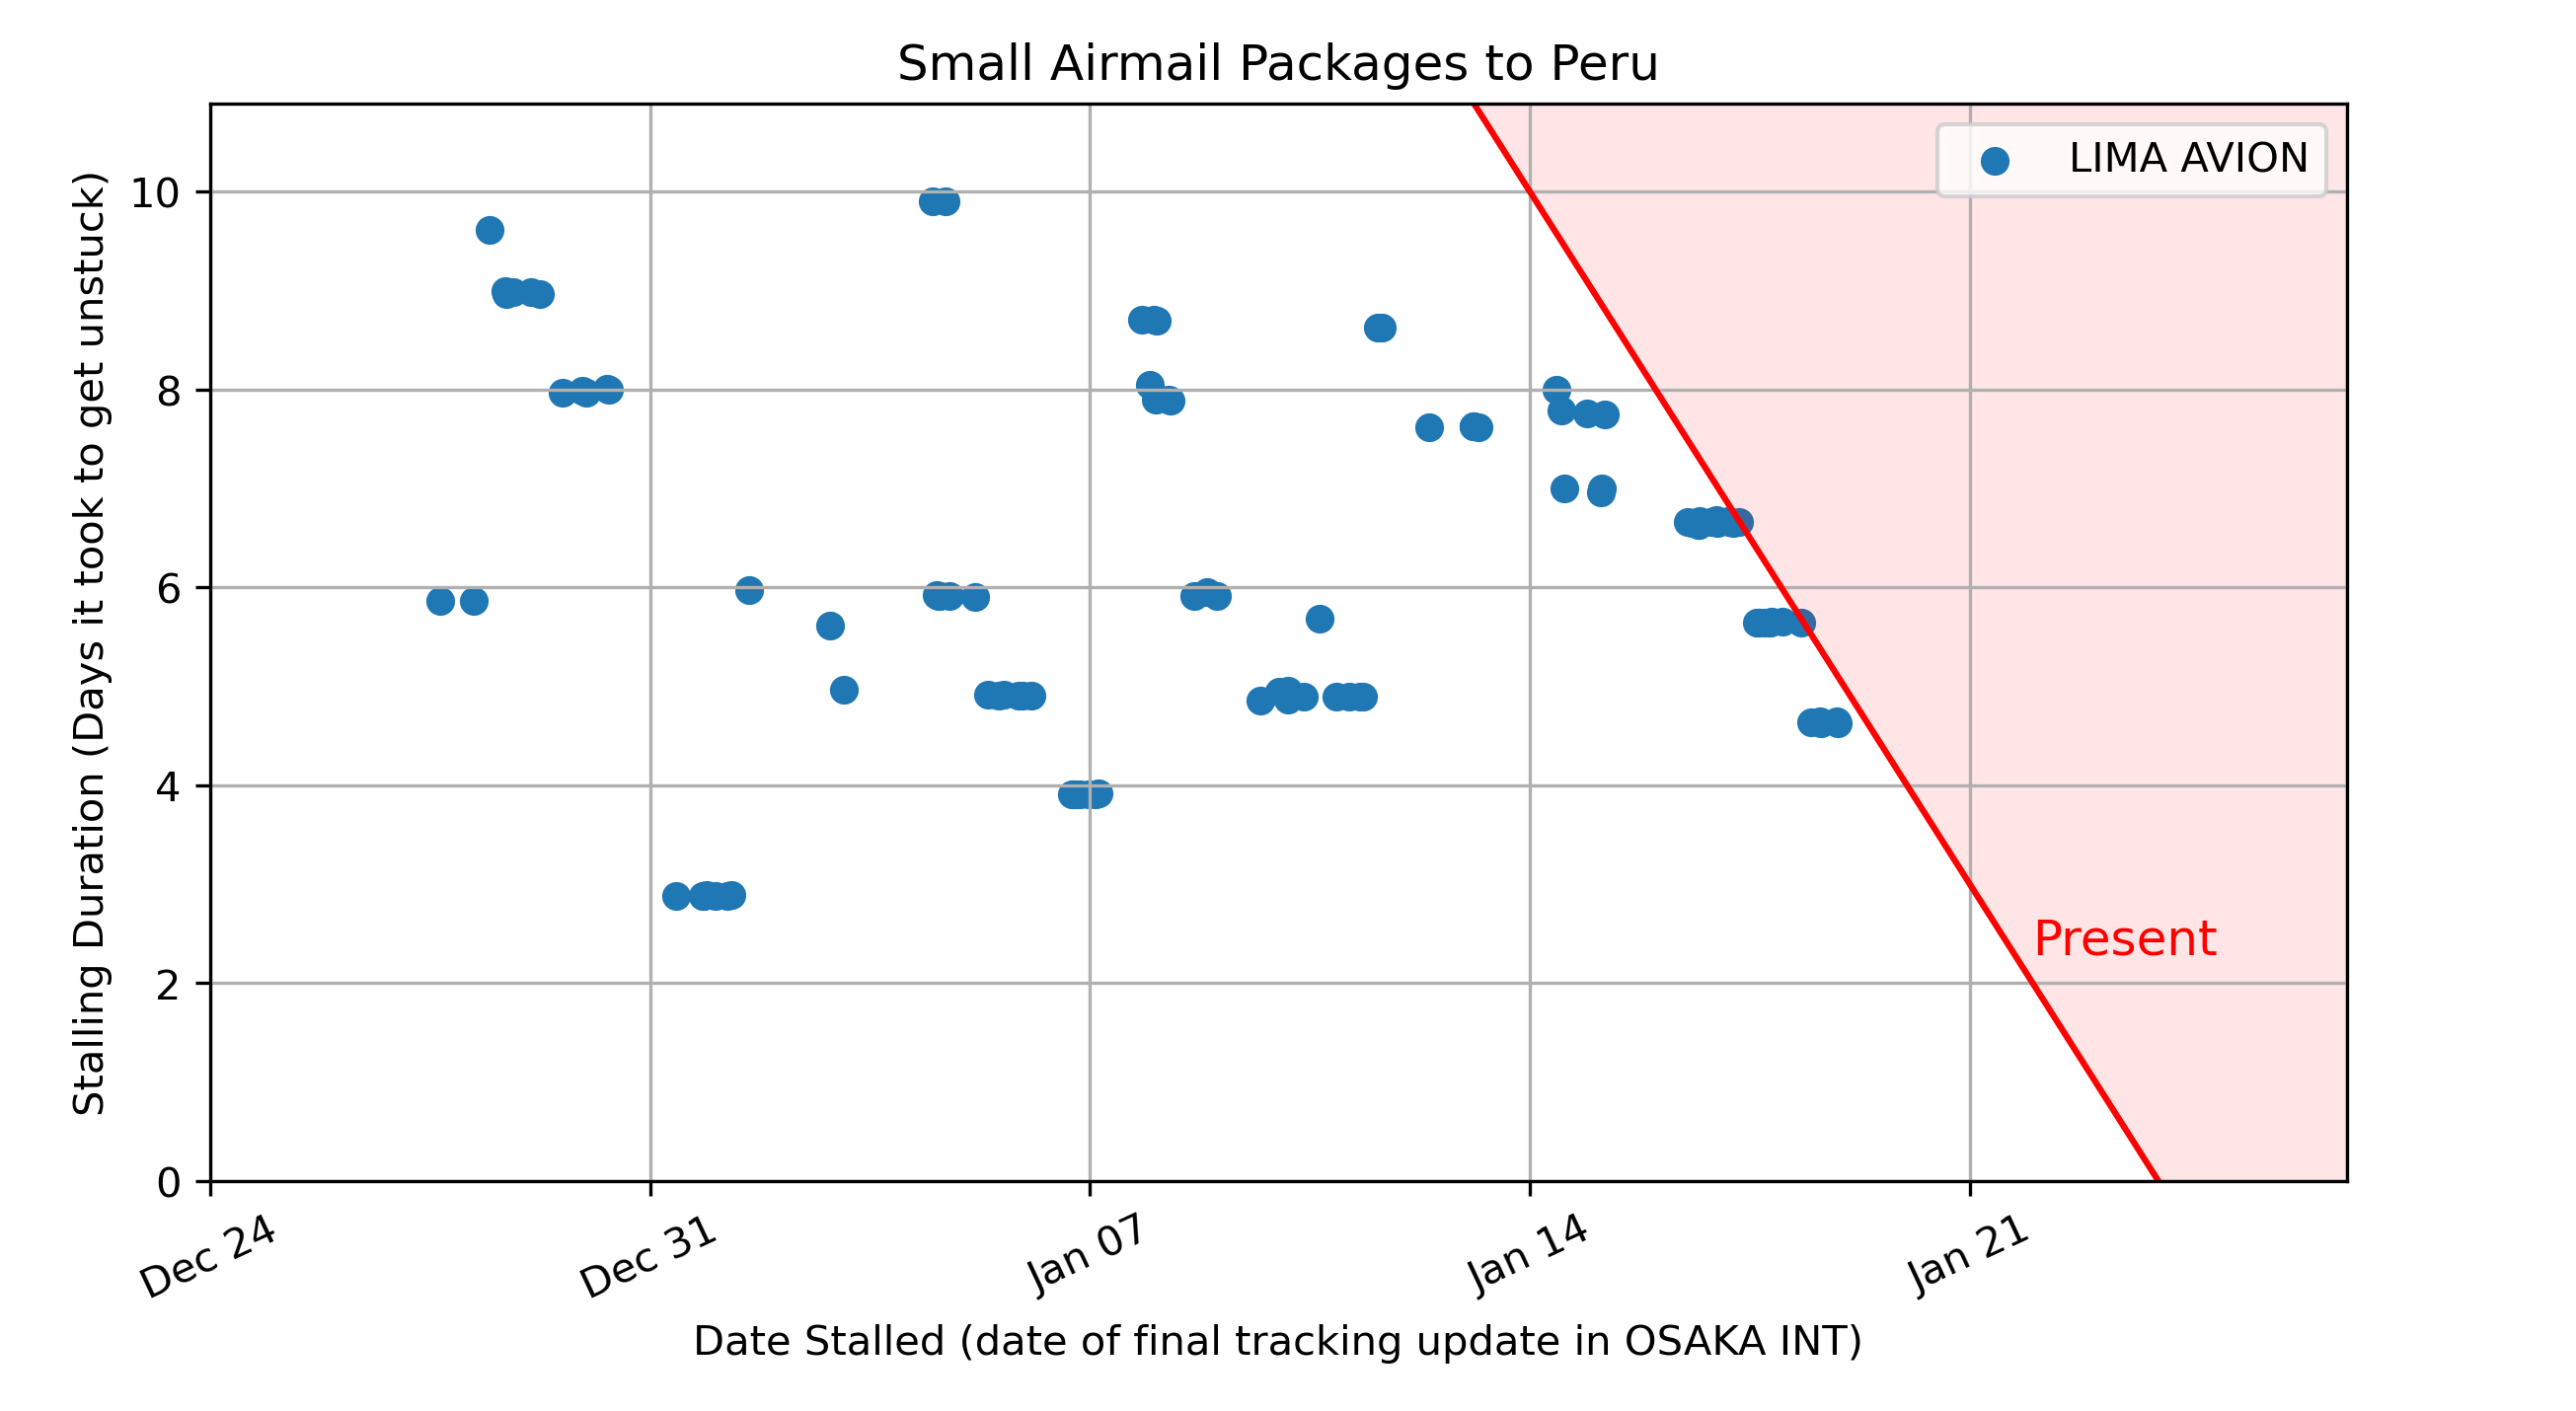 Small Airmail Packages to Peru
LIMA AVION
Stalling Duration (Days it took to get unstuck)
10
8
6
4
2
0
Present
Dec 24
Dec 31
Jan 07
Jan 14
Jan 21
Date Stalled (date of final tracking update in OSAKA INT)